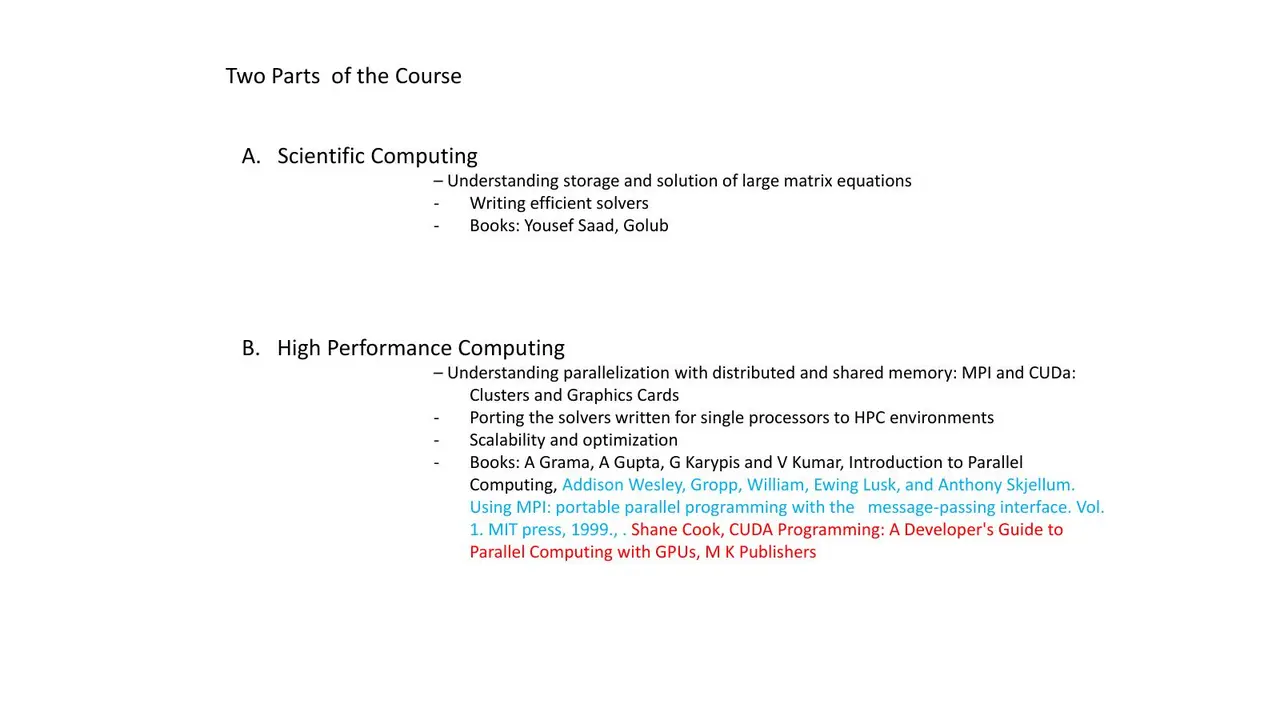 Two Parts  of the Course
A. Scientific Computing
– Understanding storage and solution of large matrix equations
- Writing efficient solvers
- Books: Yousef Saad, Golub
B. High Performance Computing
– Understanding parallelization with distributed and shared memory: MPI and CUDa:
Clusters and Graphics Cards
- Porting the solvers written for single processors to HPC environments
- Scalability and optimization
- Books: A Grama, A Gupta, G Karypis and V Kumar, Introduction to Parallel
Computing, Addison Wesley, Gropp, William, Ewing Lusk, and Anthony Skjellum.
Using MPI: portable parallel programming with the   message-passing interface. Vol.
1. MIT press, 1999., . Shane Cook, CUDA Programming: A Developer's Guide to
Parallel Computing with GPUs, M K Publishers